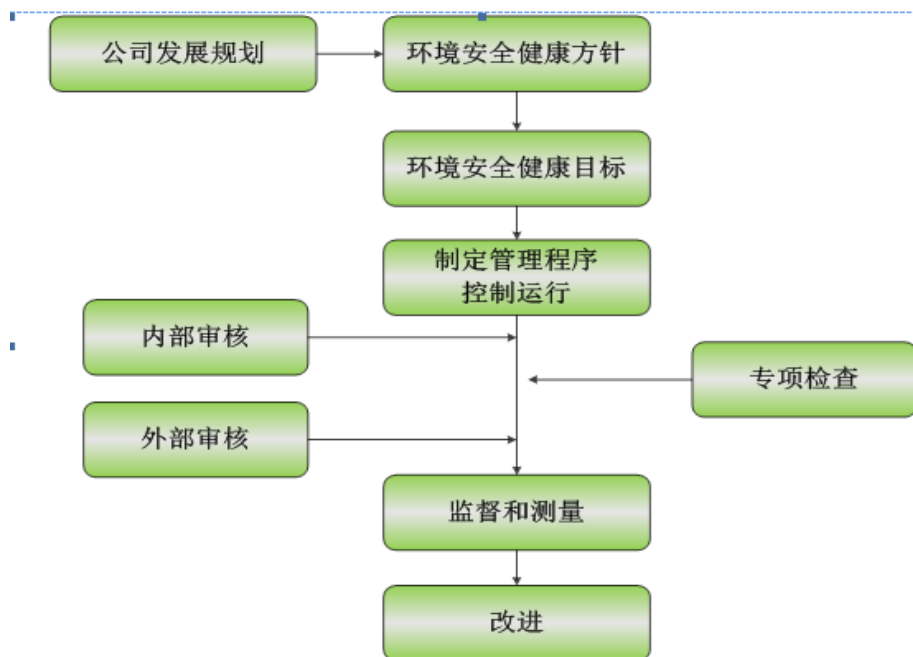 公司发展规划
环境安全健康方针
环境安全健康目标
制定管理程序
控制运行
内部审核
专项检查
外部审核
监督和测量
改进